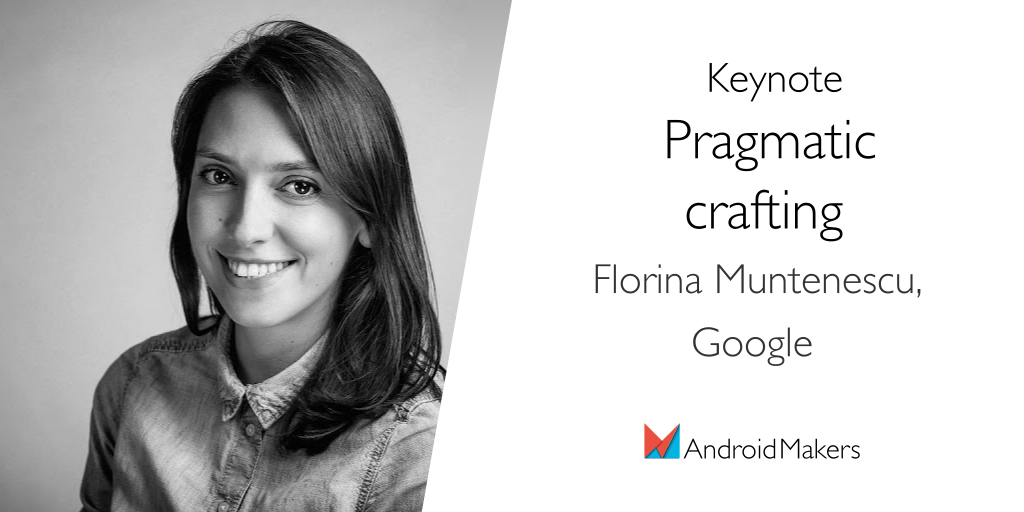 Keynote
Pragmatic
crafting
Florina Muntenescu,
Google
AndroidMakers